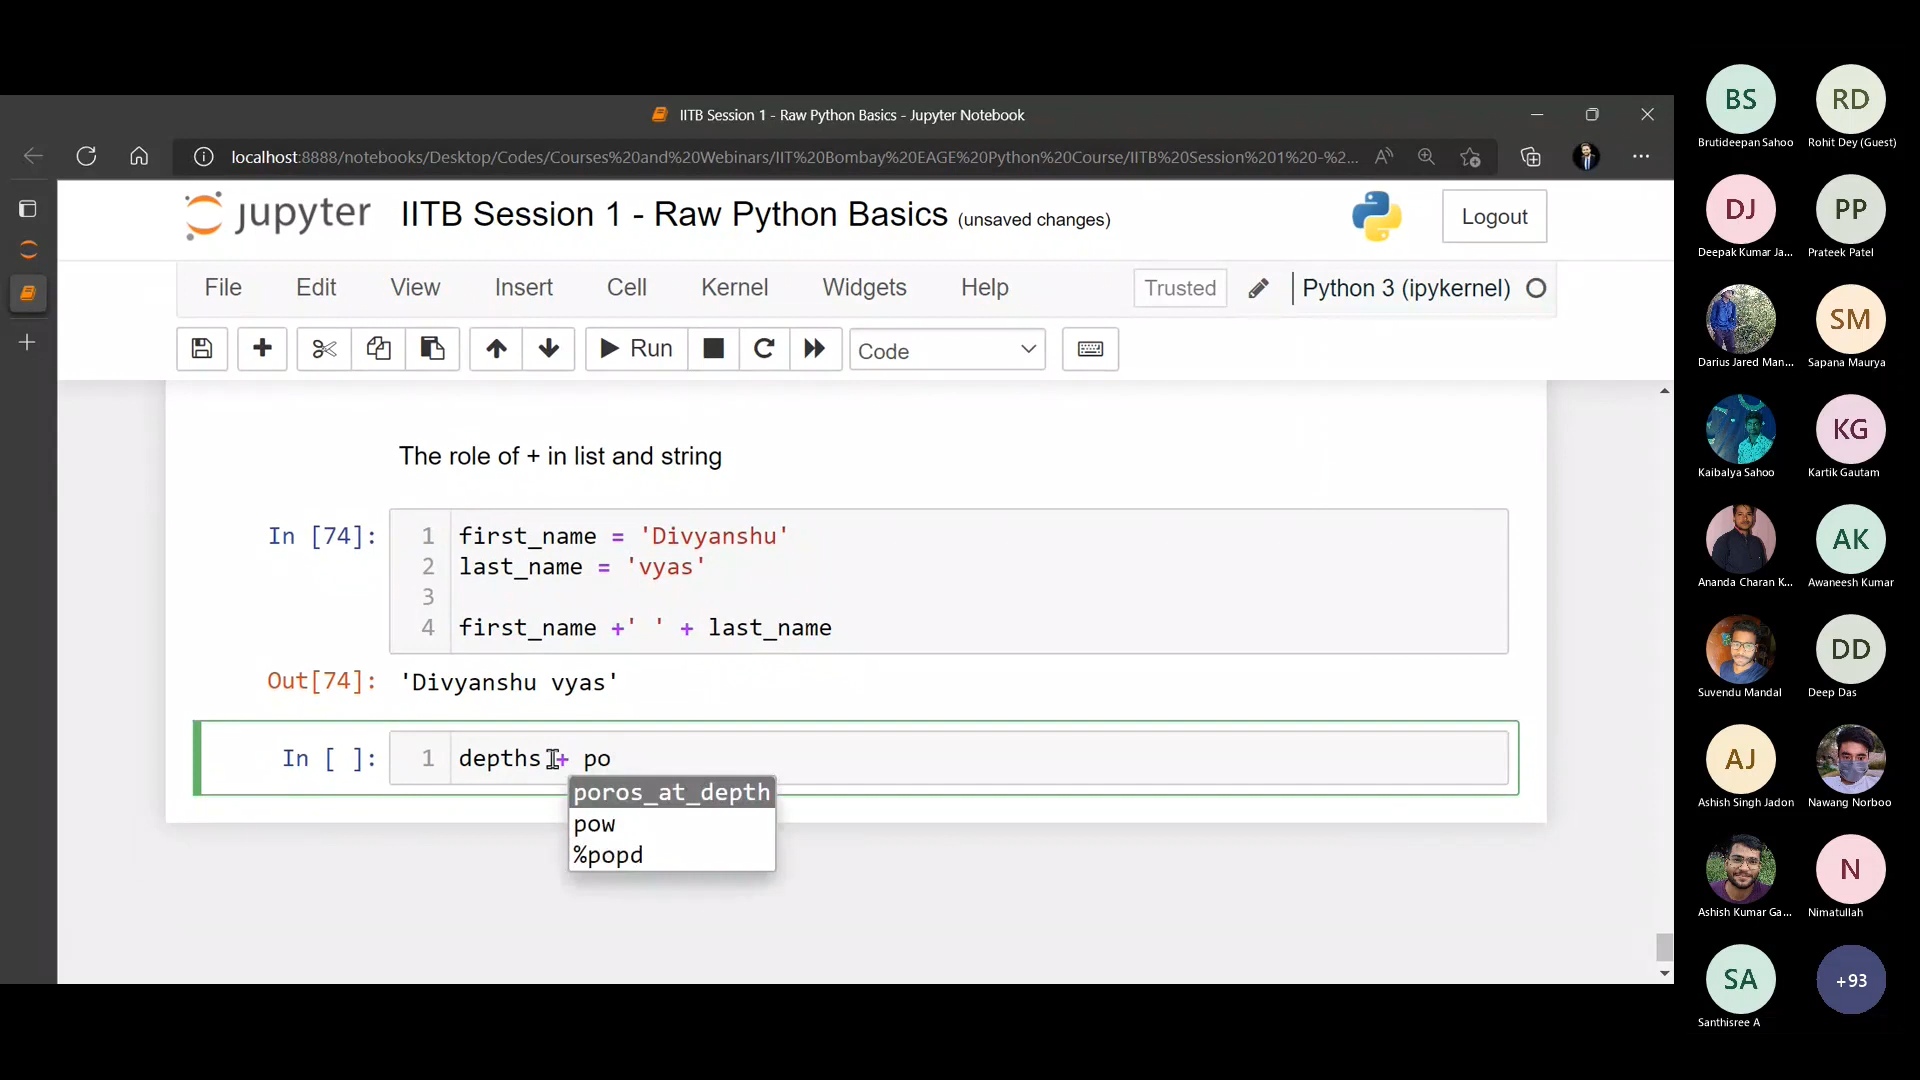 IITB Session 1 - Raw Python Basics - Jupyter Notebook
localhost:8888/notebooks/Desktop/Codes/Courses%20and%20Webinars/IIT%20Bombay%20EAGE%20Python%20Course/IITB%20Session%201%20-%2...
jupyter IITB Session 1 - Raw Python Basics (unsaved changes)
Logout
File Edit View Insert Cell Kernel Widgets Help
Trusted
Python 3 (ipykernel)
Run
Code
The role of + in list and string
In [74]:
1 first_name = 'Divyanshu'
2 last_name = 'vyas'
3
4 first_name +' ' + last_name
Out[74]: 'Divyanshu vyas'
In [ ]: 1 depths + po
poros_at_depth
pow
%popd
BS RD
Brutideepan Sahoo Rohit Dey (Guest)
DJ PP
Deepak Kumar Ja... Prateek Patel
SM
Darius Jared Man... Sapana Maurya
KG
Kaibalya Sahoo Kartik Gautam
AK
Ananda Charan K... Awaneesh Kumar
DD
Suvendu Mandal Deep Das
AJ
Ashish Singh Jadon Nawang Norboo
N
Ashish Kumar Ga... Nimatullah
SA +93
Santhisree A